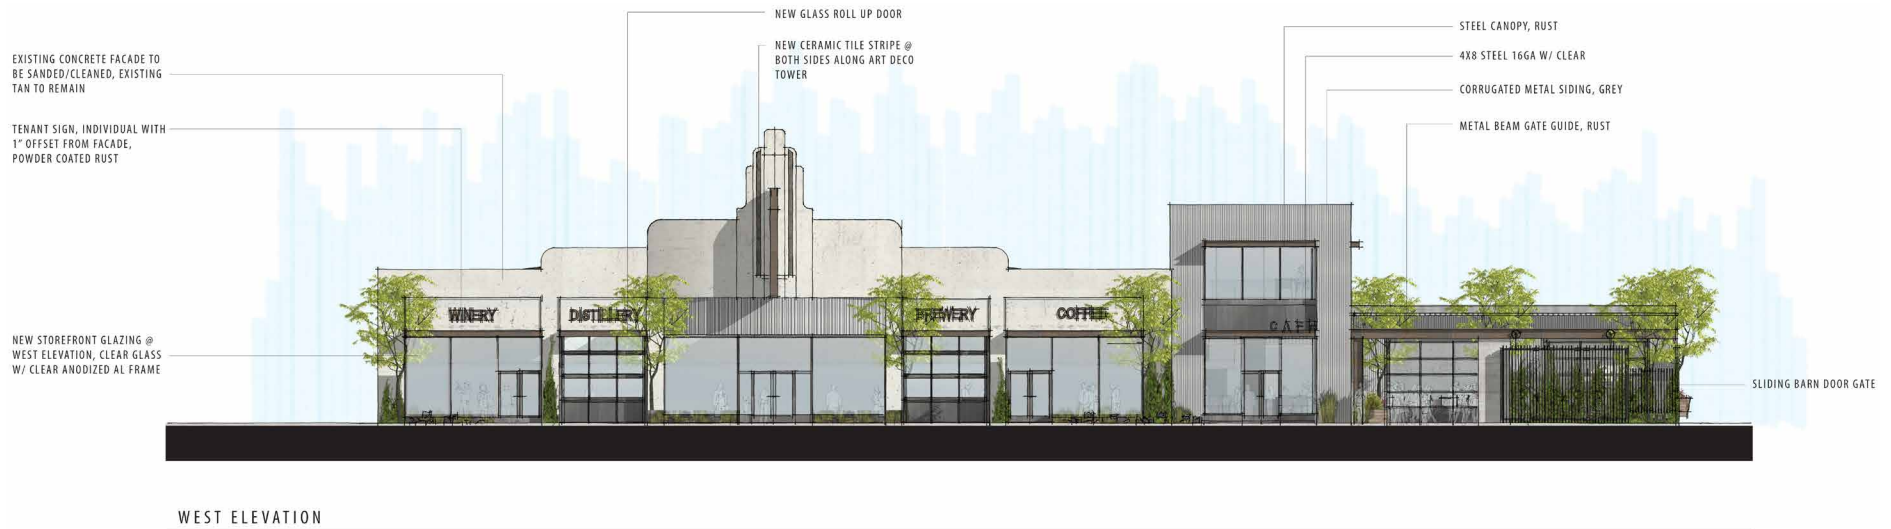 NEW GLASS ROLL UP DOOR
NEW CERAMIC TILE STRIPE @
BOTH SIDES ALONG ART DECO
TOWER
STEEL CANOPY, RUST
4X8 STEEL 16GA W/ CLEAR
CORRUGATED METAL SIDING, GREY
METAL BEAM GATE GUIDE, RUST
EXISTING CONCRETE FACADE TO
BE SANDED/CLEANED, EXISTING
TAN TO REMAIN
TENANT SIGN, INDIVIDUAL WITH
1" OFFSET FROM FACADE,
POWDER COATED RUST
NEW STOREFRONT GLAZING @
WEST ELEVATION, CLEAR GLASS
W/ CLEAR ANODIZED AL FRAME
WINERY
DISTILLERY
BREWERY
COFFEE
CAFE
SLIDING BARN DOOR GATE
WEST ELEVATION